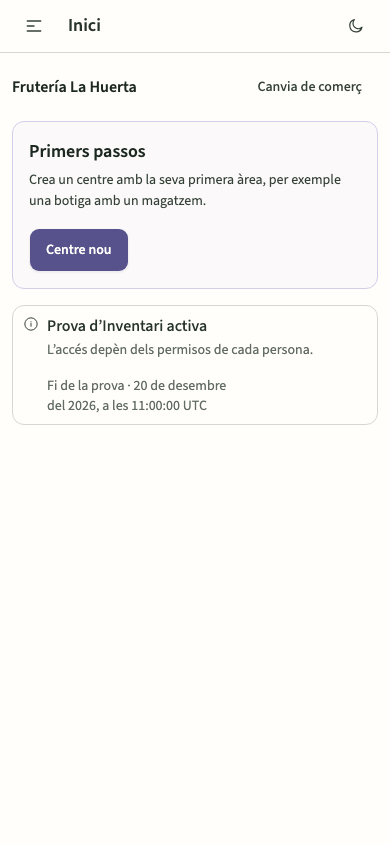 Inici
Frutería La Huerta
Canvia de comerç
Primers passos
Crea un centre amb la seva primera àrea, per exemple
una botiga amb un magatzem.
Centre nou
Prova d’Inventari activa
L’accés depèn dels permisos de cada persona.
Fi de la prova · 20 de desembre
del 2026, a les 11:00:00 UTC